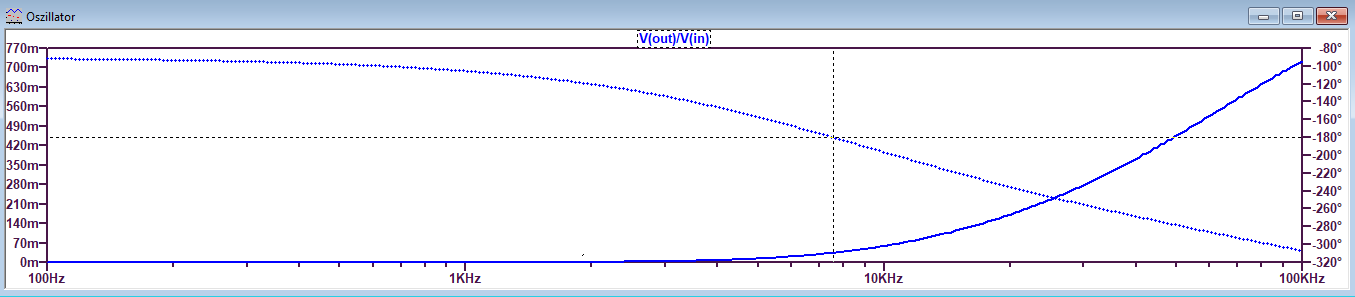 Oszillator
V(out)/V(in)
770m
700m
630m
560m
490m
420m
350m
280m
210m
140m
70m
0m
-80°
-100°
-120°
-140°
-160°
-180°
-200°
-220°
-240°
-260°
-280°
-300°
-320°
100Hz
1KHz
10KHz
100KHz